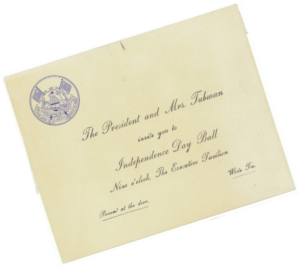 The President and Mrs. Tubman
invite you to
Independence Day Ball
Nine o'clock, The Executive Pavilion
Present at the door.
White Tie.